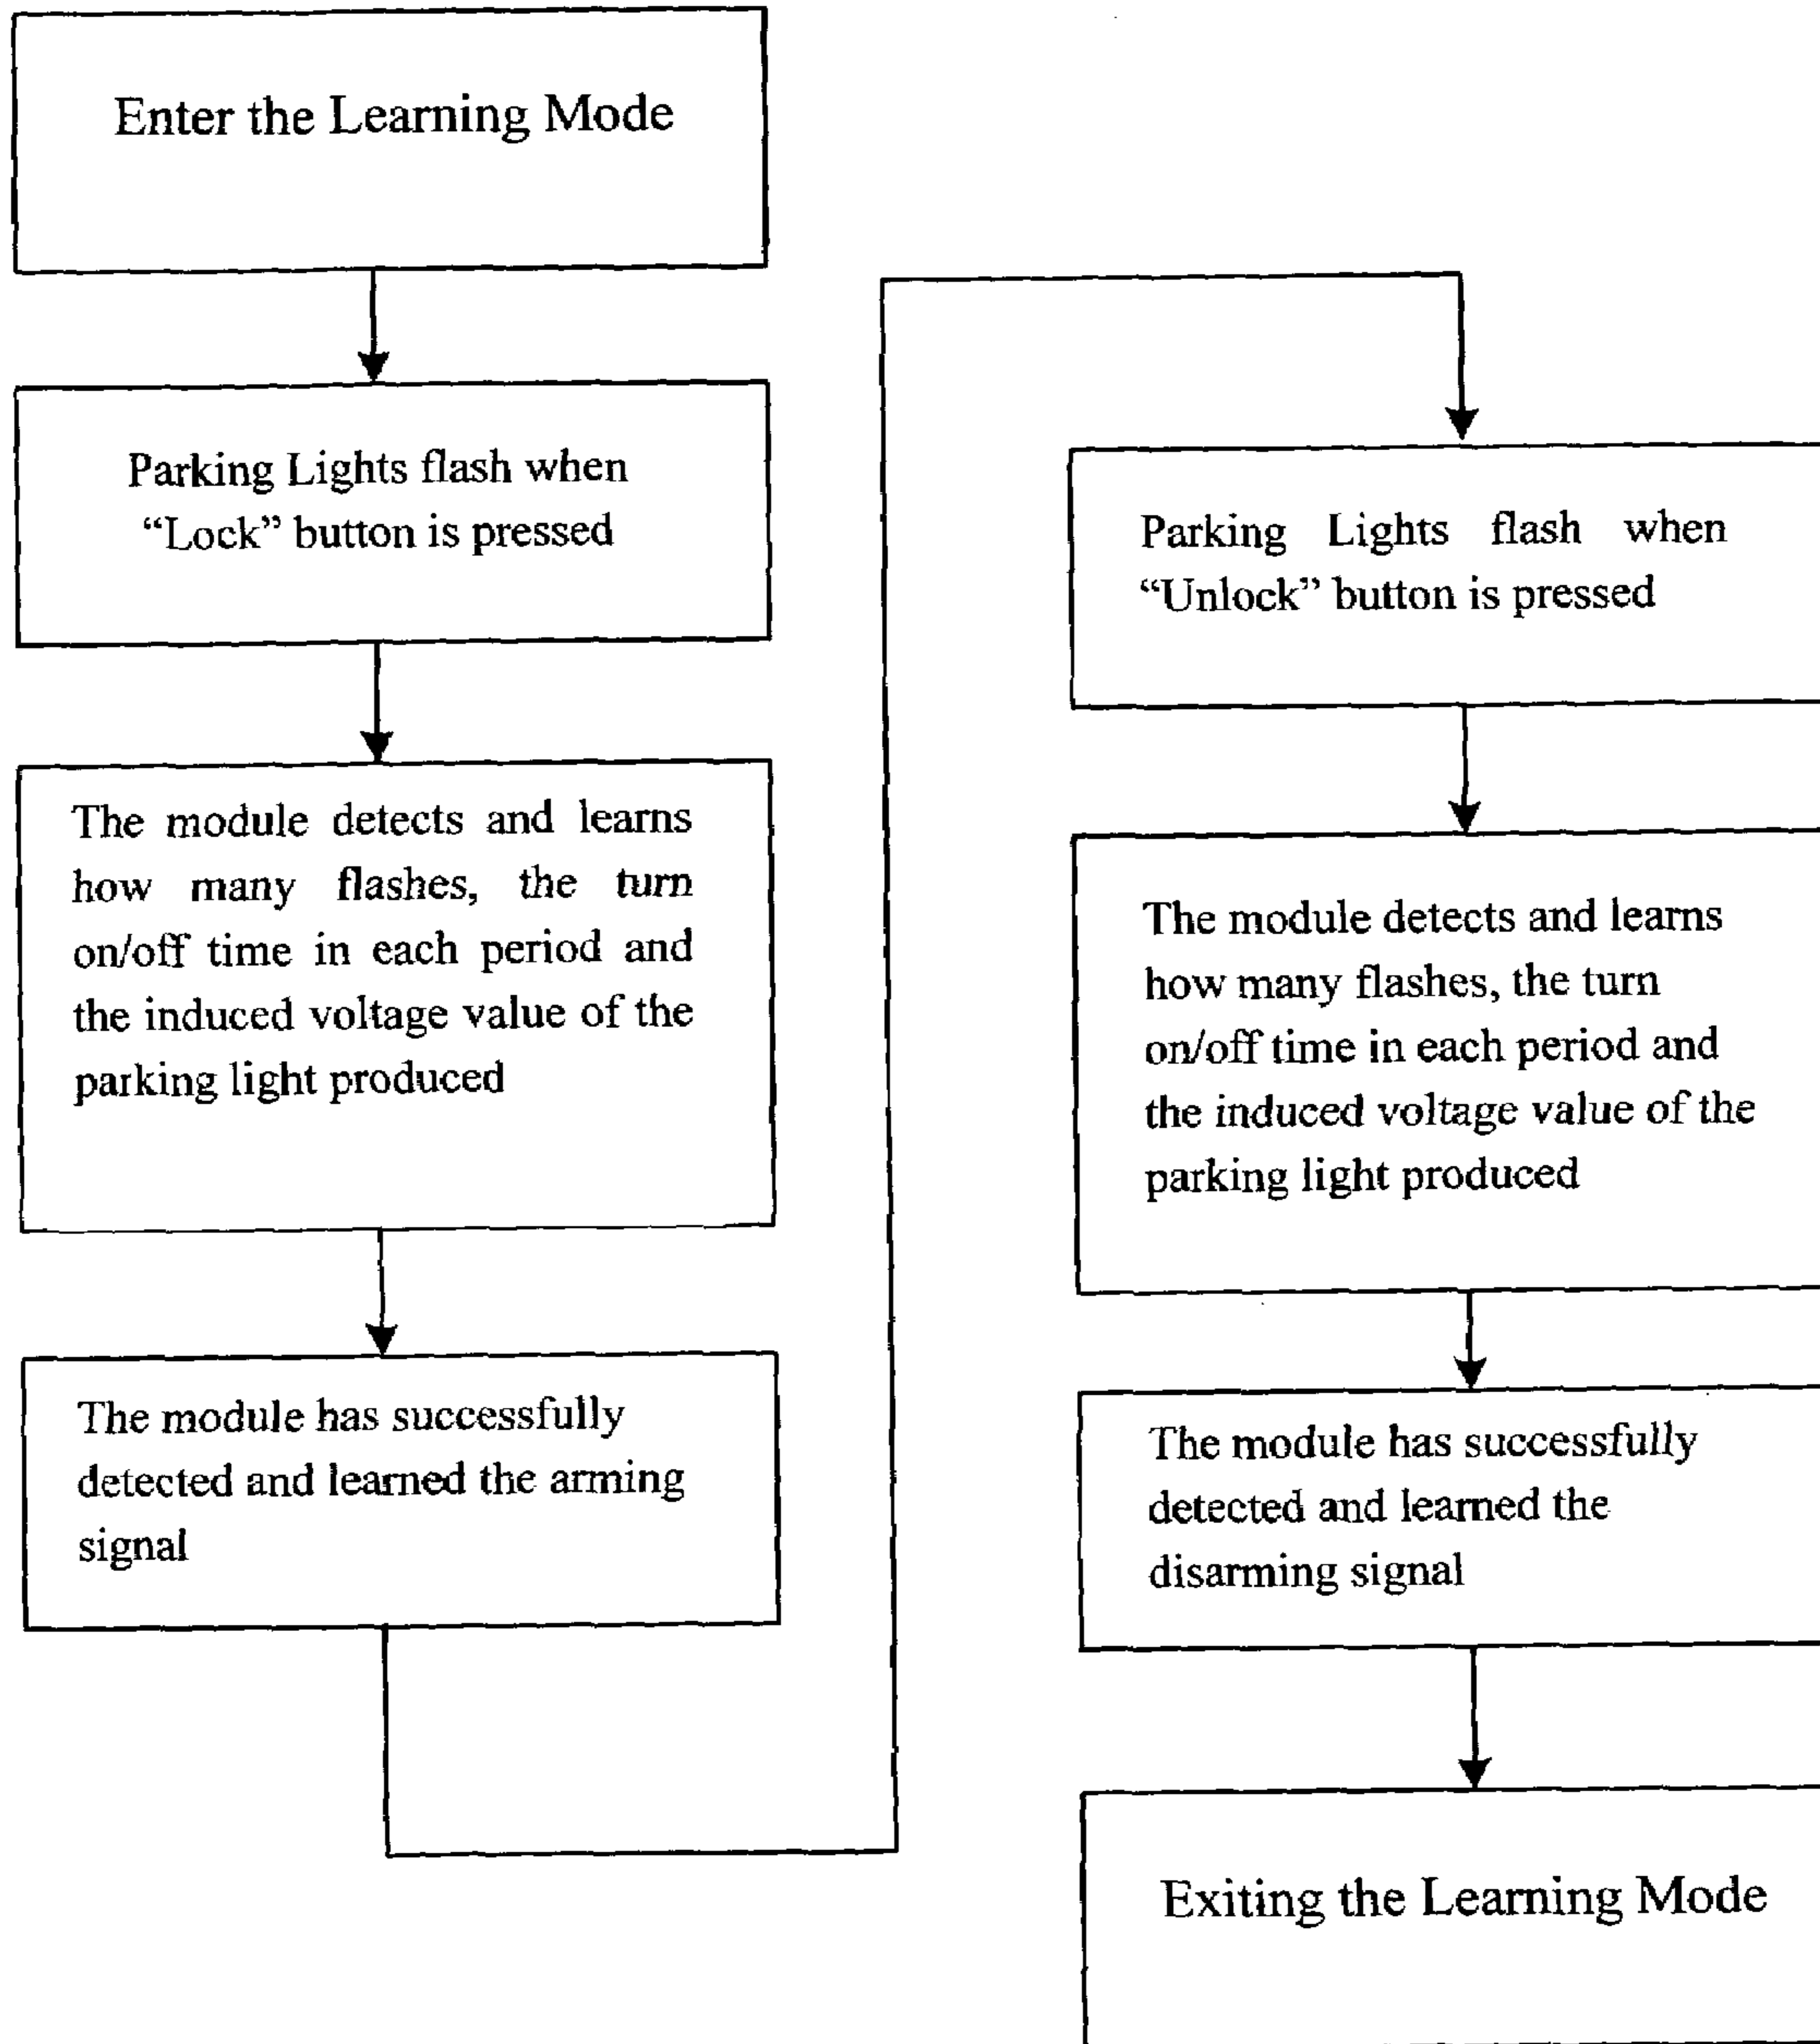 Enter the Learning Mode
Parking Lights flash when
“Lock” button is pressed
The module detects and learns
how many flashes, the turn
on/off time in each period and
the induced voltage value of the
parking light produced
The module has successfully
detected and learned the arming
signal
Parking Lights flash when
“Unlock” button is pressed
The module detects and learns
how many flashes, the turn
on/off time in each period and
the induced voltage value of the
parking light produced
The module has successfully
detected and learned the
disarming signal
Exiting the Learning Mode